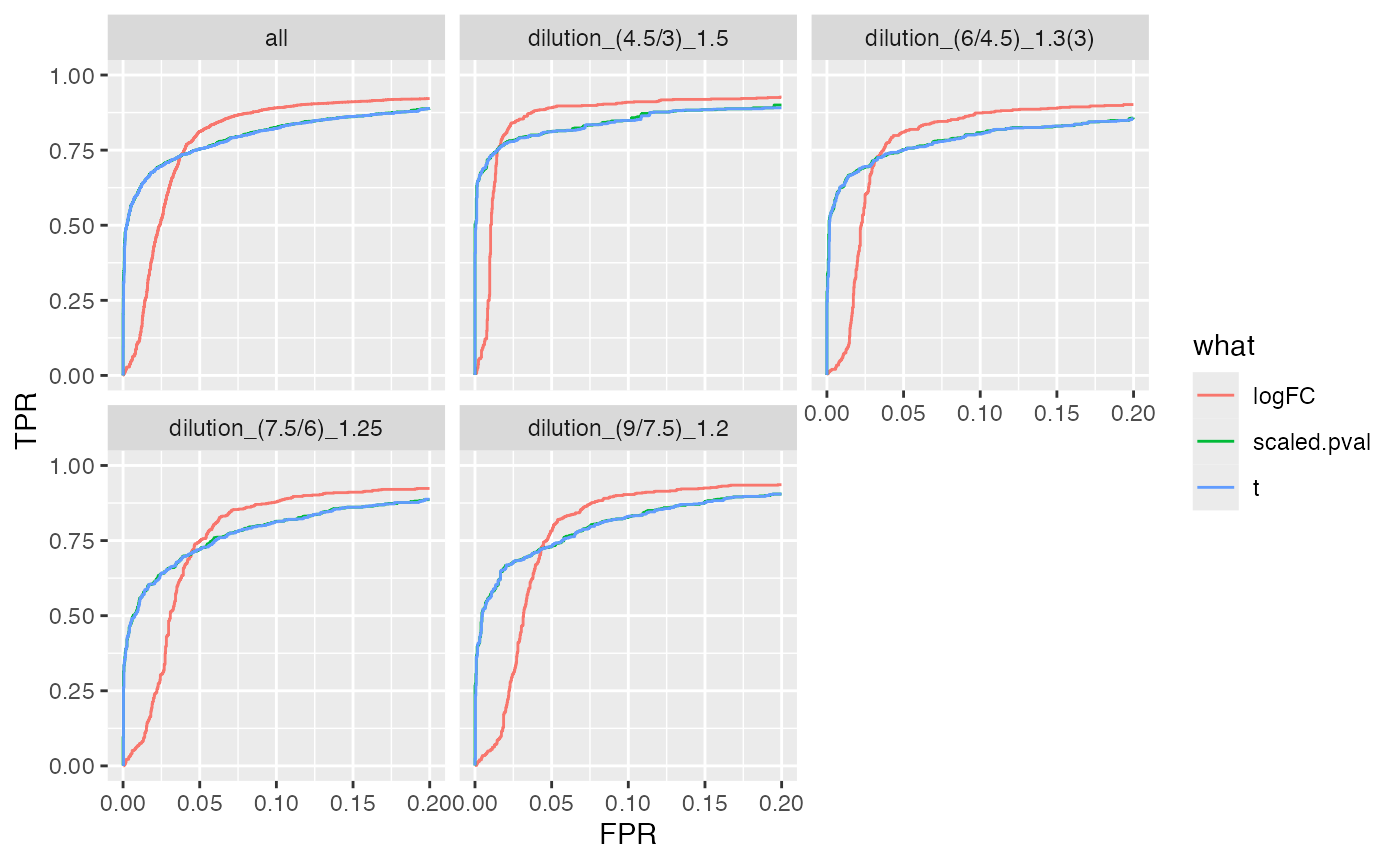 all
dilution_(4.5/3)_1.5
dilution_(6/4.5)_1.3(3)
1.00
0.75
0.50
0.25
0.00
0.00 0.05 0.10 0.15 0.20
dilution_(7.5/6)_1.25
dilution_(9/7.5)_1.2
1.00
0.75
0.50
0.25
0.00
0.00 0.05 0.10 0.15 0.20
0.00 0.05 0.10 0.15 0.20
FPR
TPR
what
logFC
scaled.pval
t